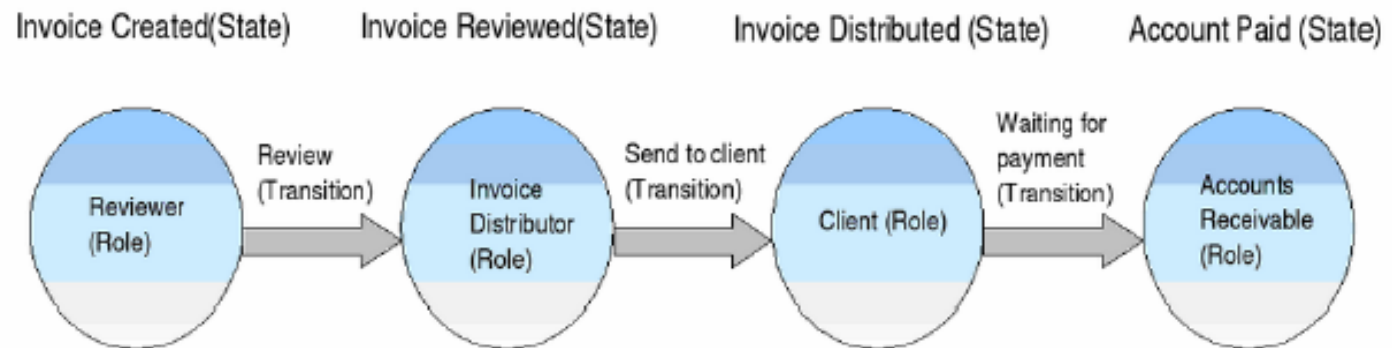 Invoice Created(State)
Invoice Reviewed(State)
Invoice Distributed (State)
Account Paid (State)
Reviewer
(Role)
Review
(Transition)
Invoice
Distributor
(Role)
Send to client
(Transition)
Client (Role)
Waiting for
payment
(Transition)
Accounts
Receivable
(Role)